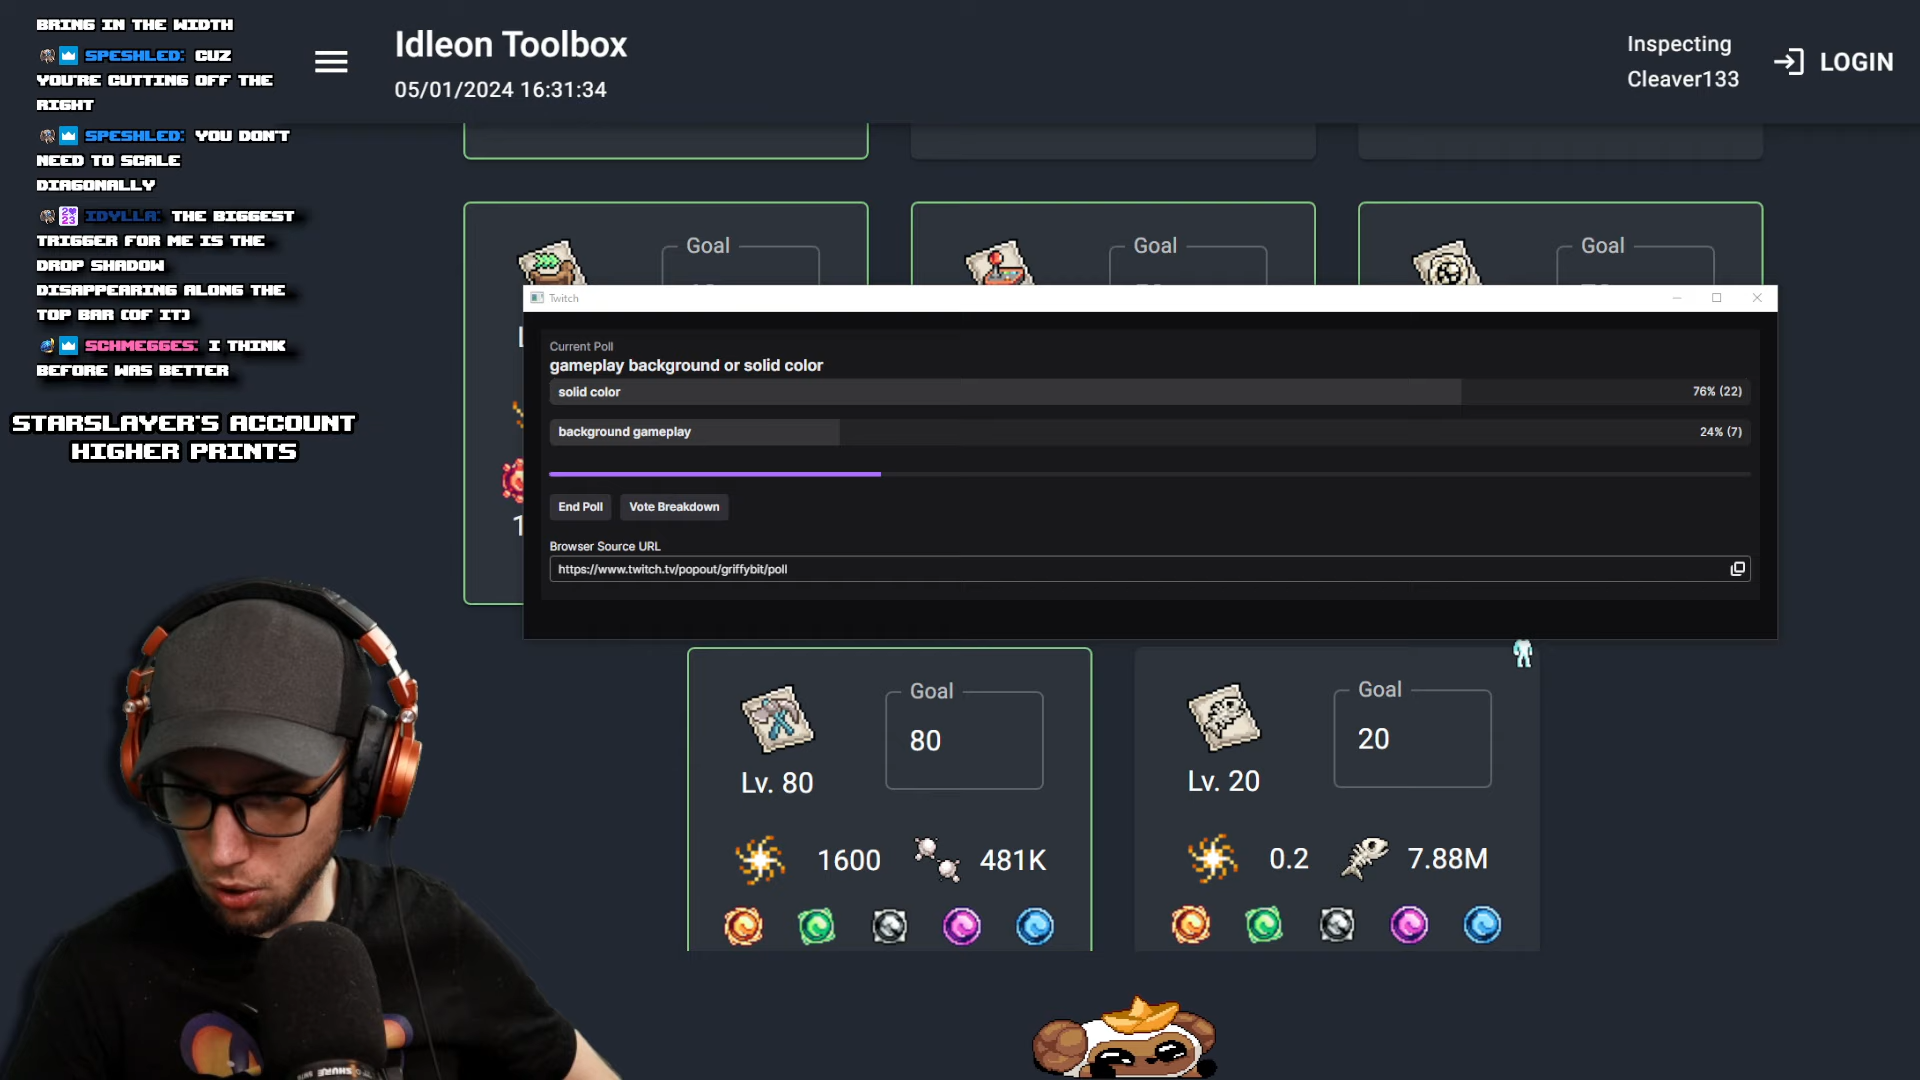 BRING IN THE WIDTH
SPESHLED: CUZ
YOU'RE CUTTING OFF THE
RIGHT
SPESHLED: YOU DON'T
NEED TO SCALE
DIAGONALLY
IDYLLA: THE BIGGEST
TRIGGER FOR ME IS THE
DROP SHADOW
DISAPPEARING ALONG THE
TOP BAR (OF IT)
SCHMEGGES: I THINK
BEFORE WAS BETTER
STARSLAYER'S ACCOUNT
HIGHER PRINTS
Idleon Toolbox
05/01/2024 16:31:34
Inspecting
Cleaver133
LOGIN
Goal
Goal
Goal
Twitch
Current Poll
gameplay background or solid color
solid color
76% (22)
background gameplay
24% (7)
End Poll
Vote Breakdown
Browser Source URL
https://www.twitch.tv/popout/griffybit/poll
Goal
80
Lv. 80
1600
481K
Goal
20
Lv. 20
0.2
7.88M
SHURE